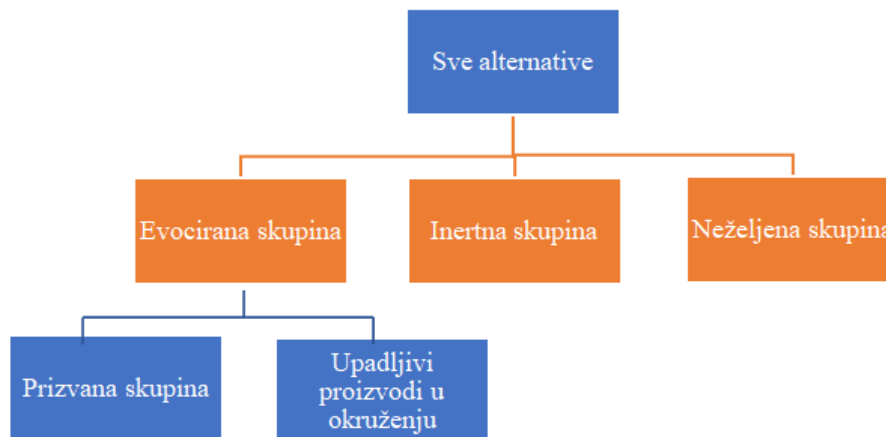 Sve alternative
Evocirana skupina
Inertna skupina
Neželjena skupina
Prizvana skupina
Upadljivi
proizvodi u
okruženju